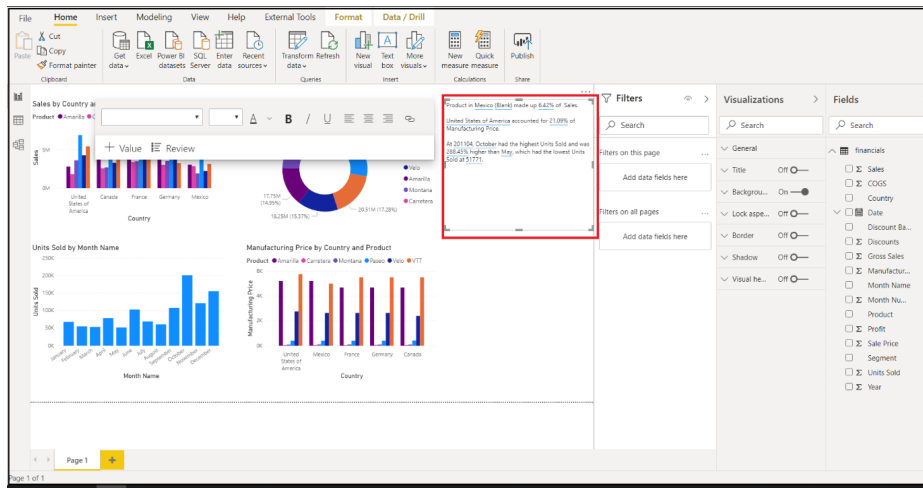 File Home Insert Modeling View Help External Tools Format Data / Drill
Paste
Cut
Copy
Format painter
Clipboard
Get data
Excel
Power BI datasets
SQL Server
Enter data
Recent sources
Data
Transform data
Refresh
Queries
New visual
Text box
More visuals
Insert
New measure
Quick measure
Calculations
Publish
Share
Sales by Country a
Product Amarilla
Sales
5M
0M
United States of America
Canada
France
Germany
Mexico
Country
A B I U
+ Value Review
17.75M
(14.95%)
18.25M (15.37%)
20.51M (17.28%)
Velo
Amarilla
Montana
Carretera
Product in Mexico (Blank) made up 6.42% of Sales.
United States of America accounted for 21.09% of
Manufacturing Price.
At 201104, October had the highest Units Sold and was
288.45% higher than May, which had the lowest Units
Sold at 51771.
Units Sold by Month Name
Units Sold
250K
200K
150K
100K
50K
0K
January
February
March
April
May
June
July
August
September
October
November
December
Month Name
Manufacturing Price by Country and Product
Product Amarilla Carretera Montana Paseo Velo VTT
Manufacturing Price
6K
4K
2K
0K
United States of America
Mexico
France
Germany
Canada
Country
Filters
Search
Filters on this page
Add data fields here
Filters on all pages
Add data fields here
Visualizations
Search
General
Title Off
Backgrou... On
Lock aspe... Off
Border Off
Shadow Off
Visual he... Off
Fields
Search
financials
Sales
COGS
Country
Date
Discount Ba...
Discounts
Gross Sales
Manufactur...
Month Name
Month Nu...
Product
Profit
Sale Price
Segment
Units Sold
Year
Page 1
Page 1 of 1